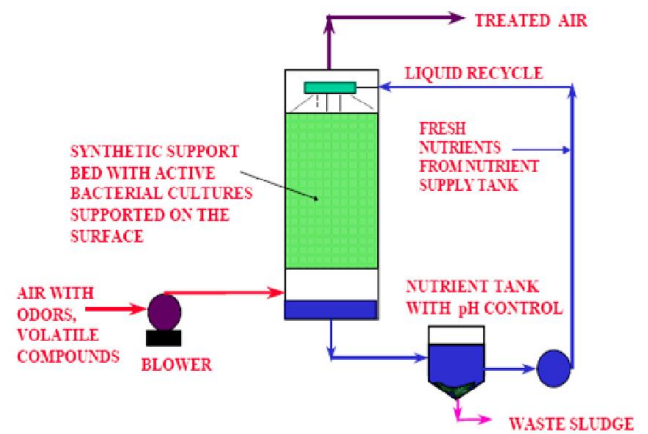 TREATED AIR
LIQUID RECYCLE
FRESH
NUTRIENTS
FROM NUTRIENT
SUPPLY TANK
SYNTHETIC SUPPORT
BED WITH ACTIVE
BACTERIAL CULTURES
SUPPORTED ON THE
SURFACE
AIR WITH
ODORS,
VOLATILE
COMPOUNDS
BLOWER
NUTRIENT TANK
WITH pH CONTROL
WASTE SLUDGE